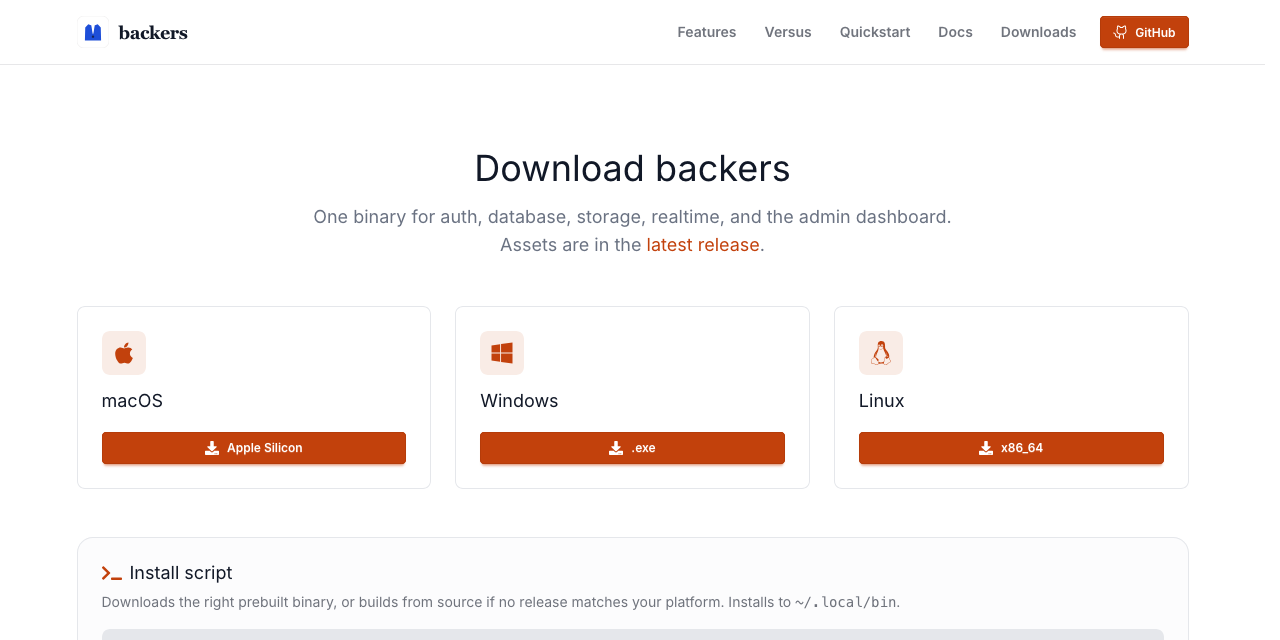 backers
Features
Versus
Quickstart
Docs
Downloads
GitHub
Download backers
One binary for auth, database, storage, realtime, and the admin dashboard.
Assets are in the latest release.
macOS
Apple Silicon
Windows
.exe
Linux
x86_64
Install script
Downloads the right prebuilt binary, or builds from source if no release matches your platform. Installs to ~/.local/bin.